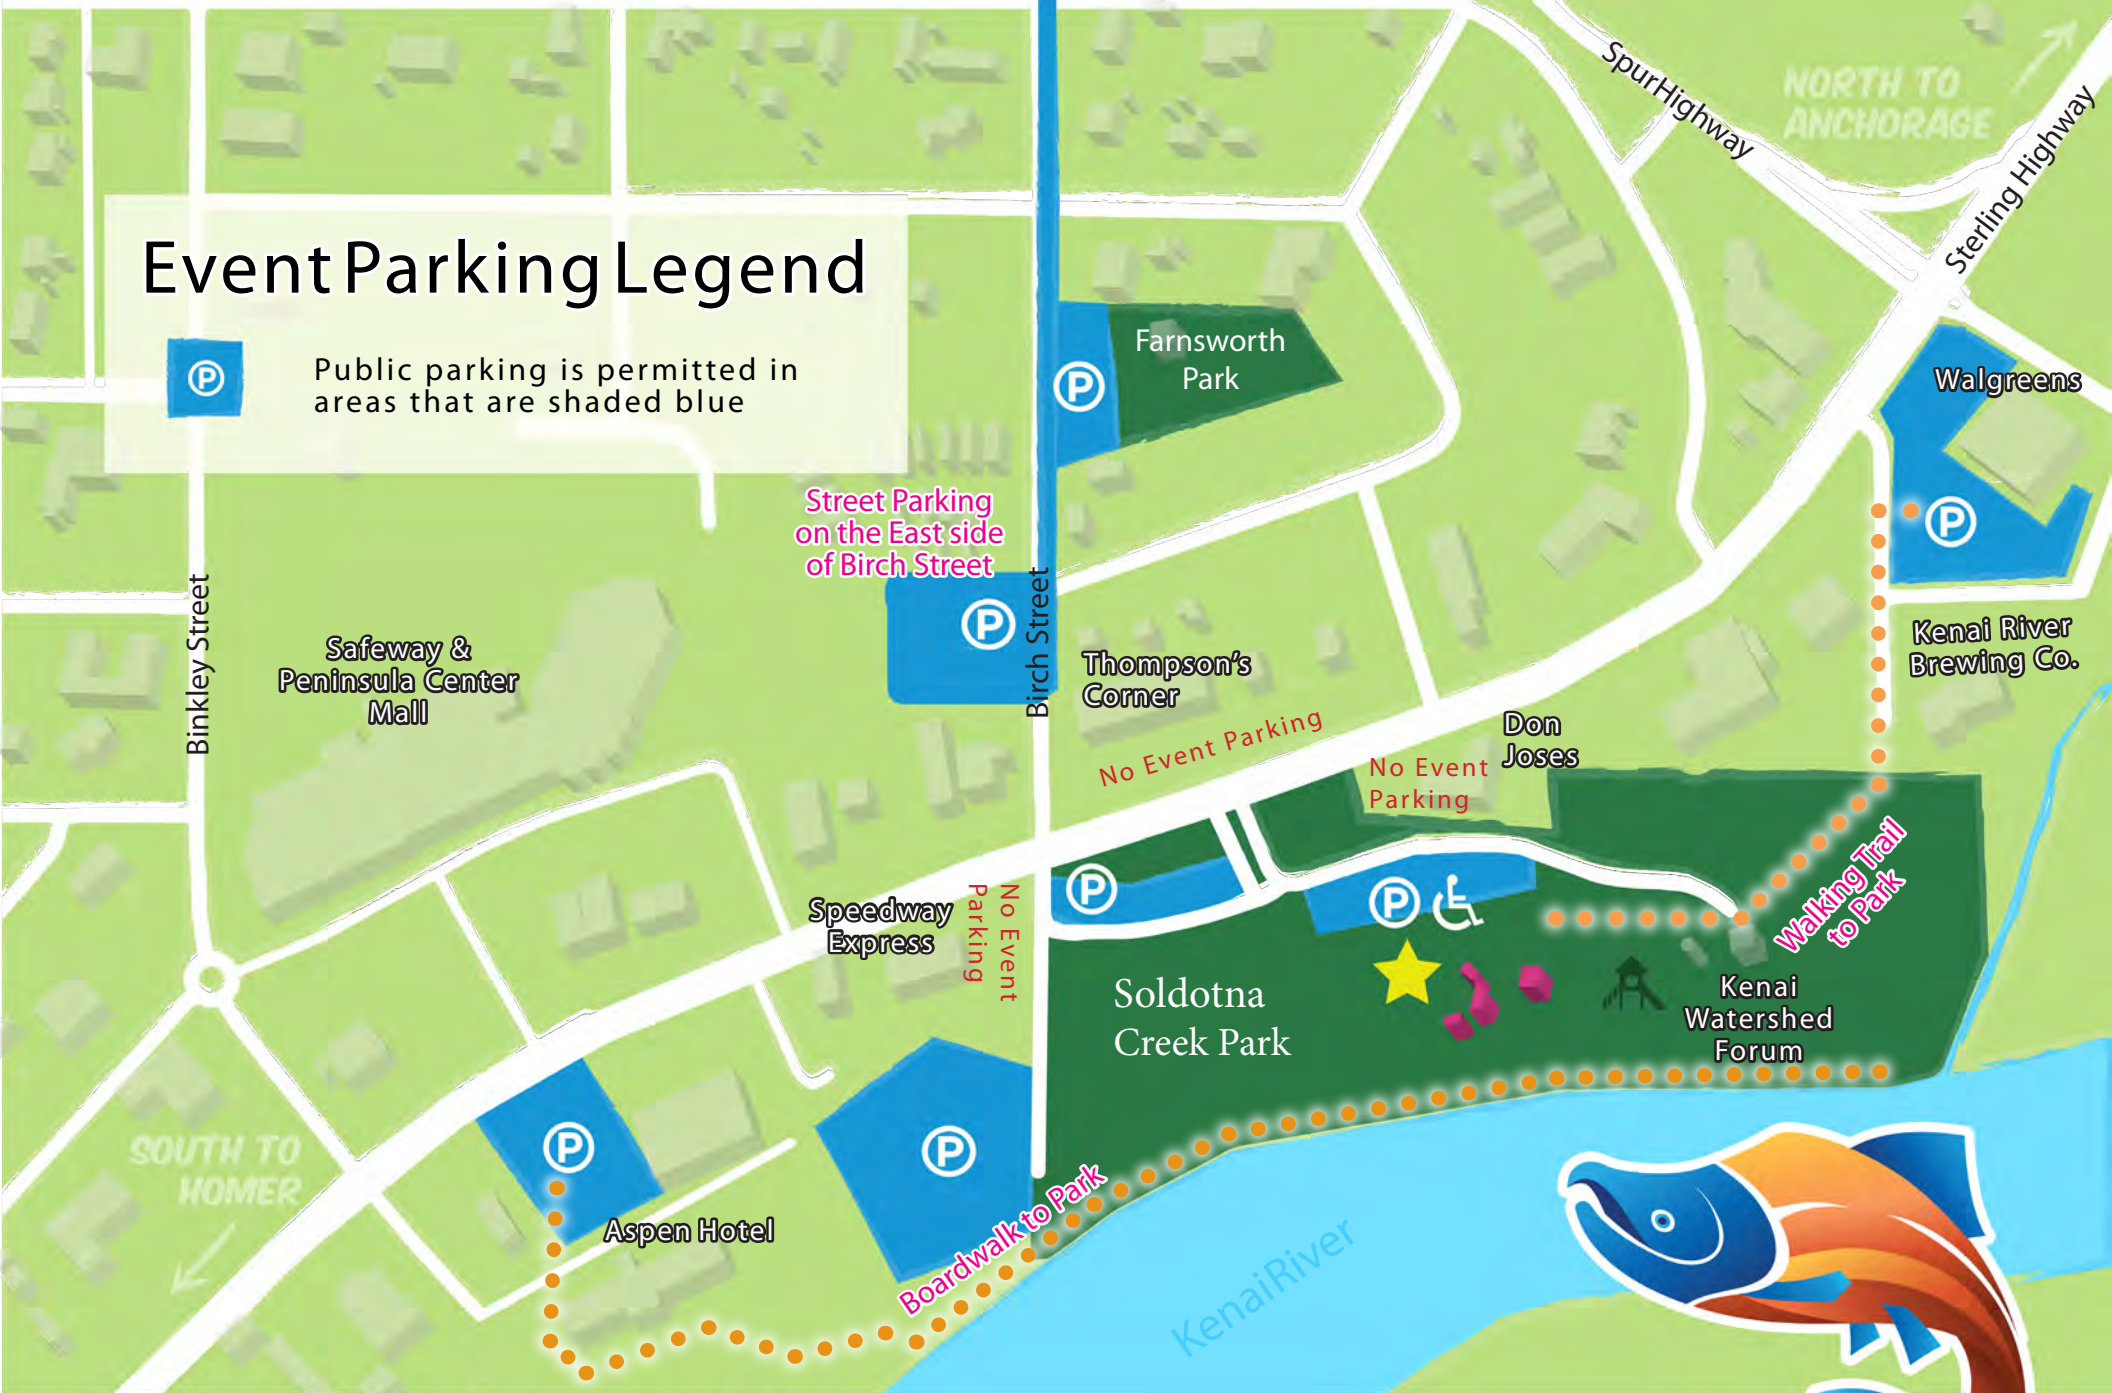 SpurHighway
NORTH TO
ANCHORAGE
Sterling Highway
Event Parking Legend
P
Public parking is permitted in
areas that are shaded blue
Farnsworth
Park
P
Walgreens
P
Street Parking
on the East side
of Birch Street
P
Birch Street
Binkley Street
Safeway &
Peninsula Center
Mall
Thompson's
Corner
Kenai River
Brewing Co.
No Event Parking
Don
Joses
No Event
Parking
P
P
Walking Trail
to Park
Speedway
Express
No Event
Parking
Soldotna
Creek Park
Kenai
Watershed
Forum
SOUTH TO
HOMER
P
P
Aspen Hotel
Boardwalk to Park
KenaiRiver